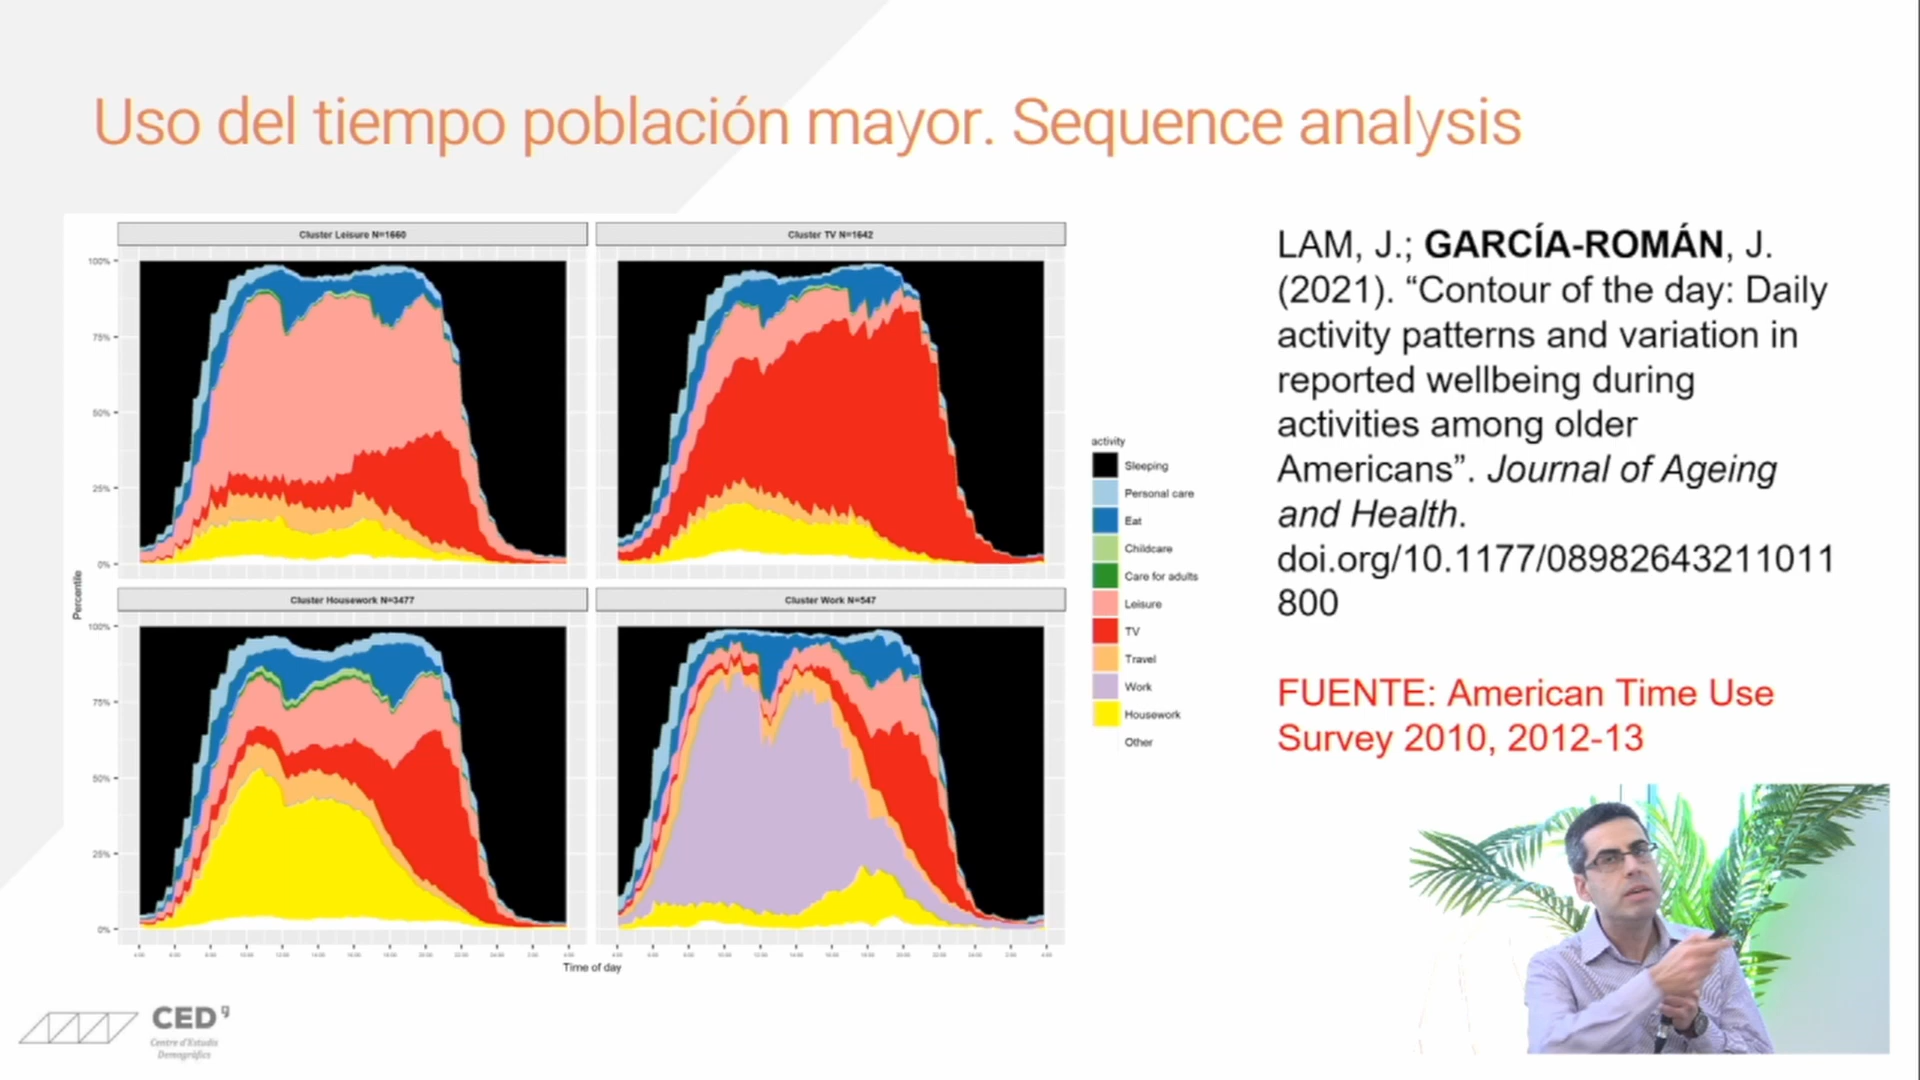 Uso del tiempo población mayor. Sequence analysis
Cluster Leisure N=1660
Cluster TV N=1642
100%
75%
50%
25%
0%
Cluster Housework N=3477
Cluster Work N=547
100%
75%
50%
25%
0%
Percentile
Time of day
activity
Sleeping
Personal care
Eat
Childcare
Care for adults
Leisure
TV
Travel
Work
Housework
Other
LAM, J.; GARCÍA-ROMÁN, J.
(2021). “Contour of the day: Daily
activity patterns and variation in
reported wellbeing during
activities among older
Americans”. Journal of Ageing
and Health.
doi.org/10.1177/08982643211011
800
FUENTE: American Time Use
Survey 2010, 2012-13
CED
Centre d'Estudis
Demogràfics